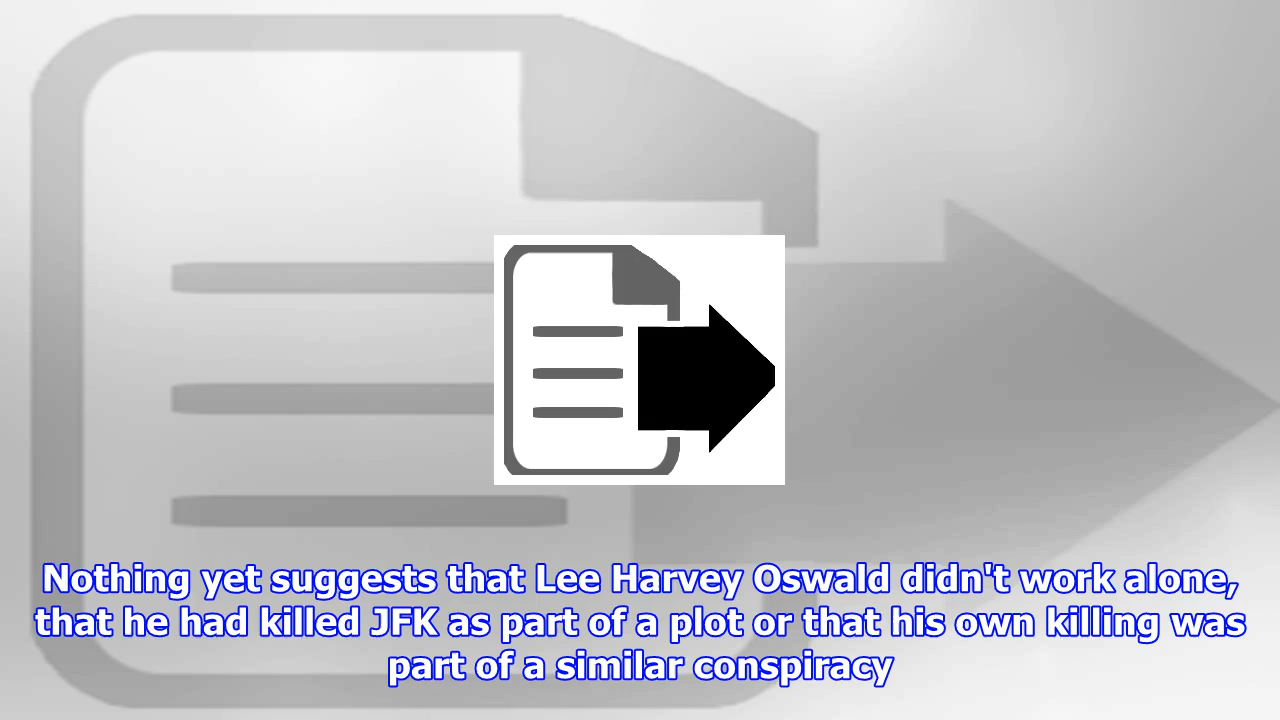 Nothing yet suggests that Lee Harvey Oswald didn't work alone,
that he had killed JFK as part of a plot or that his own killing was
part of a similar conspiracy